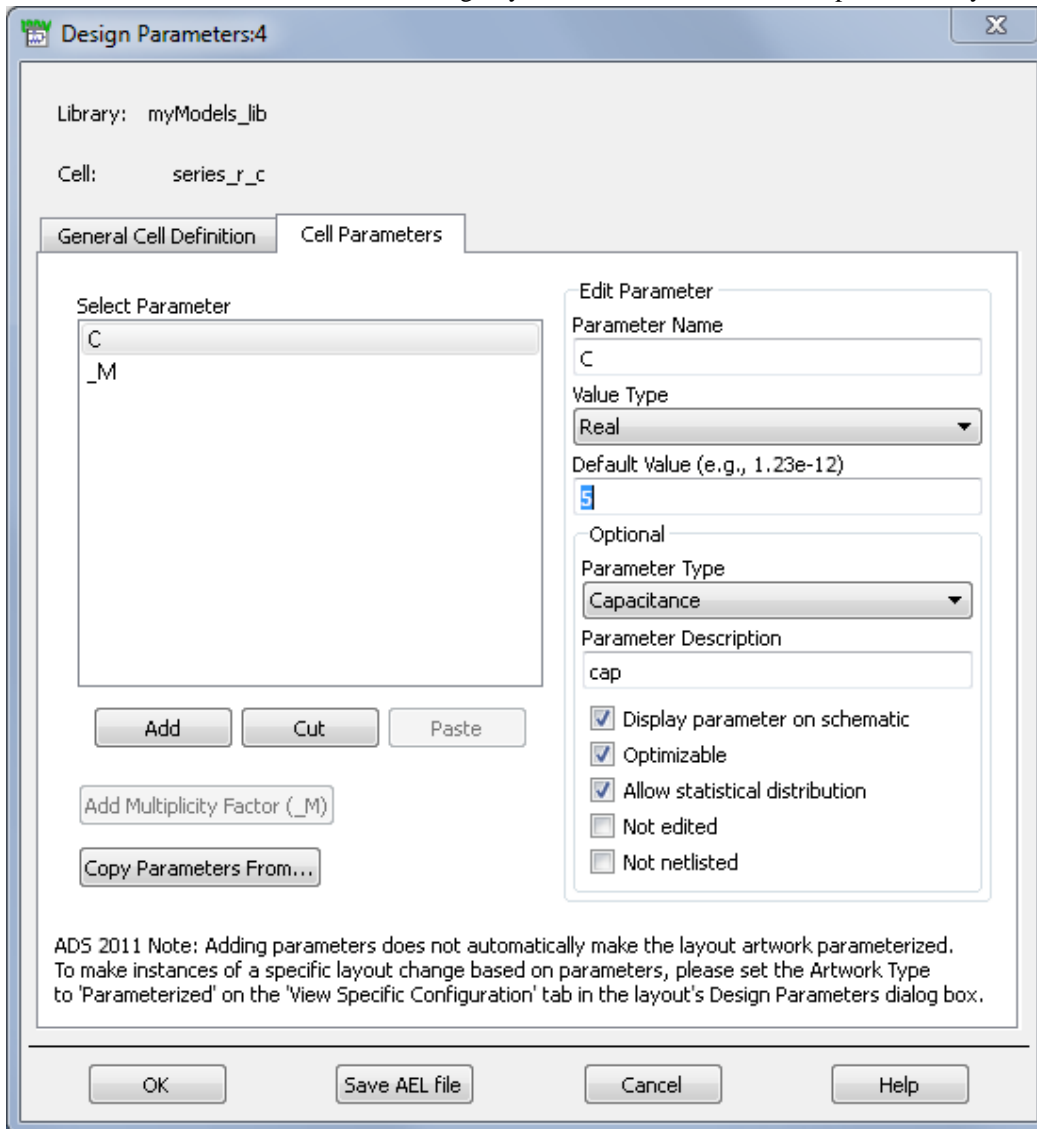 Design Parameters:4
Library: myModels_lib
Cell: series_r_c
General Cell Definition Cell Parameters
Select Parameter
C
_M
Add Cut Paste
Add Multiplicity Factor (_M)
Copy Parameters From...
Edit Parameter
Parameter Name
C
Value Type
Real
Default Value (e.g., 1.23e-12)
5
Optional
Parameter Type
Capacitance
Parameter Description
cap
Display parameter on schematic
Optimizable
Allow statistical distribution
Not edited
Not netlisted
ADS 2011 Note: Adding parameters does not automatically make the layout artwork parameterized.
To make instances of a specific layout change based on parameters, please set the Artwork Type
to 'Parameterized' on the 'View Specific Configuration' tab in the layout's Design Parameters dialog box.
OK Save AEL file Cancel Help